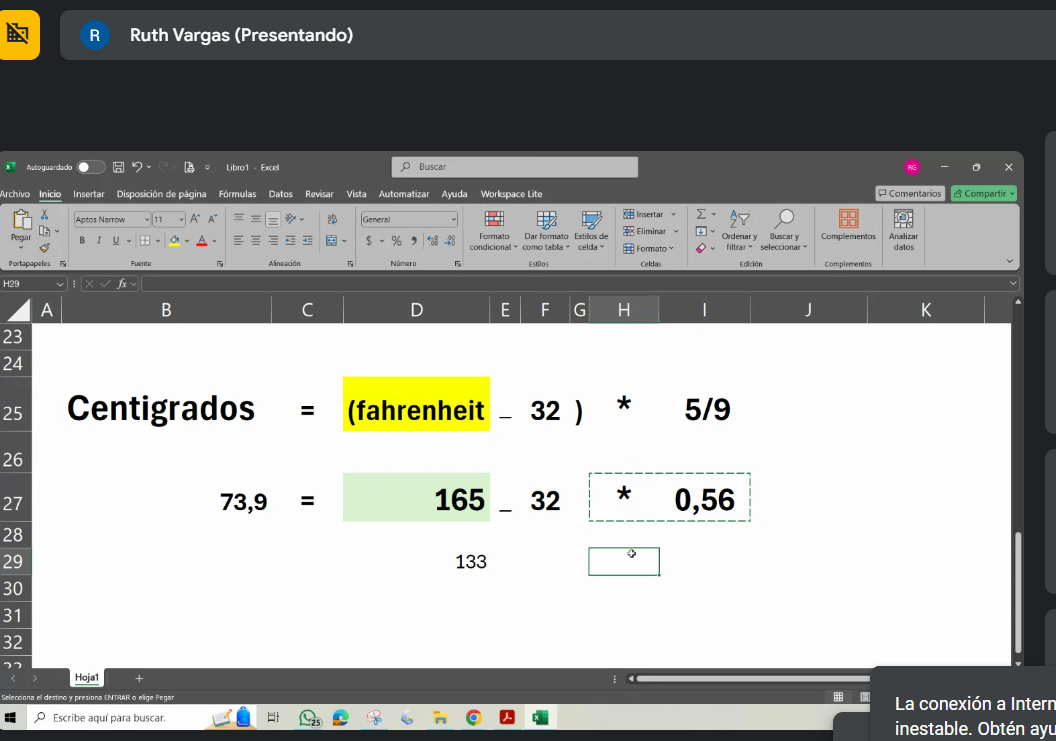 R Ruth Vargas (Presentando)
Autoguardado Libro1 - Excel Buscar RG
Archivo Inicio Insertar Disposición de página Fórmulas Datos Revisar Vista Automatizar Ayuda Workspace Lite Comentarios Compartir
Pegar Aptos Narrow 11 A A General Insertar
N K S A $ % Eliminar
Formato condicional Dar formato como tabla Estilos de celda Formato Ordenar y filtrar Buscar y seleccionar Complementos Analizar datos
Portapapeles Fuente Alineación Número Estilos Celdas Edición Complementos
H29 fx
A B C D E F G H I J K
23
24
25 Centigrados = (fahrenheit _ 32 ) * 5/9
26
27 73,9 = 165 _ 32 * 0,56
28
29 133
30
31
32
33
Hoja1 +
Selecciona el destino y presiona ENTRAR o elige Pegar
Escribe aquí para buscar. 25
La conexión a Intern
inestable. Obtén ayu